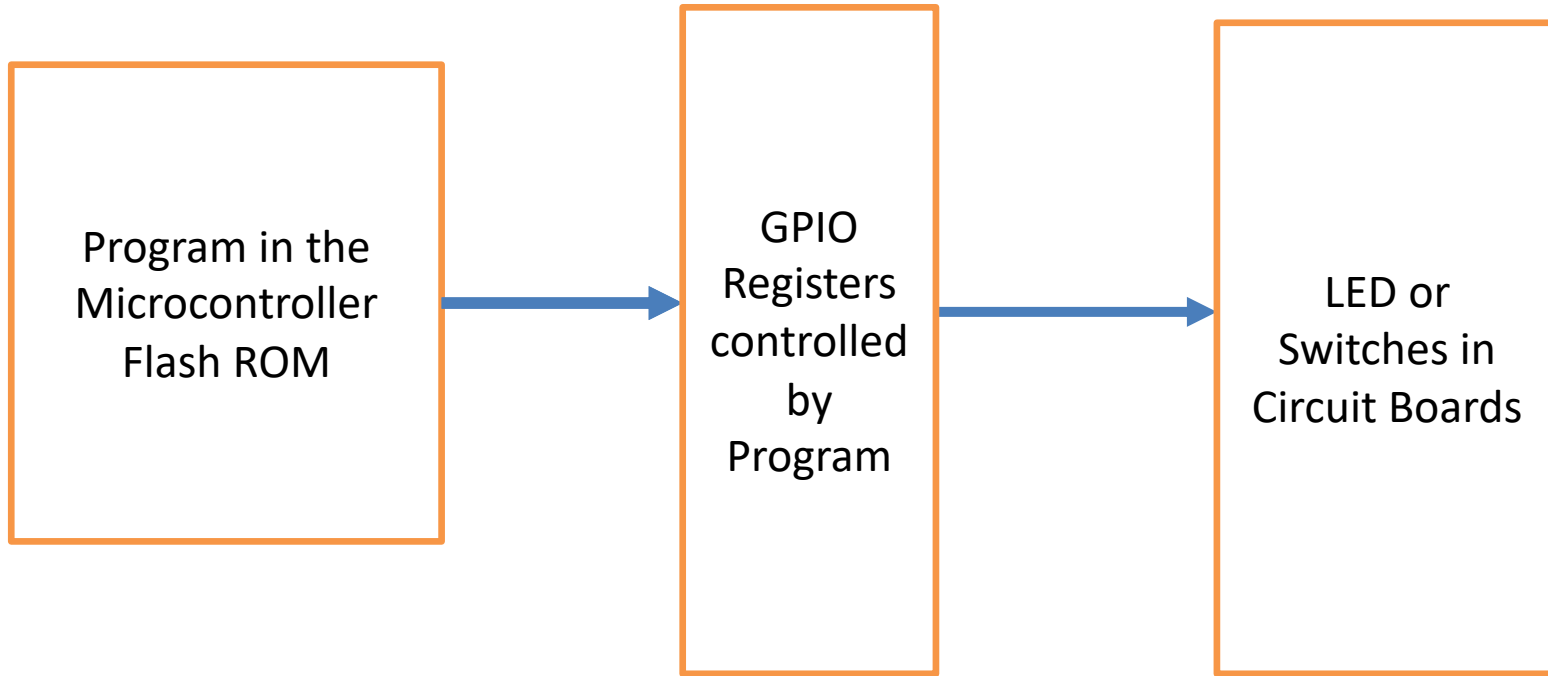 Program in the
Microcontroller
Flash ROM
GPIO
Registers
controlled
by
Program
LED or
Switches in
Circuit Boards